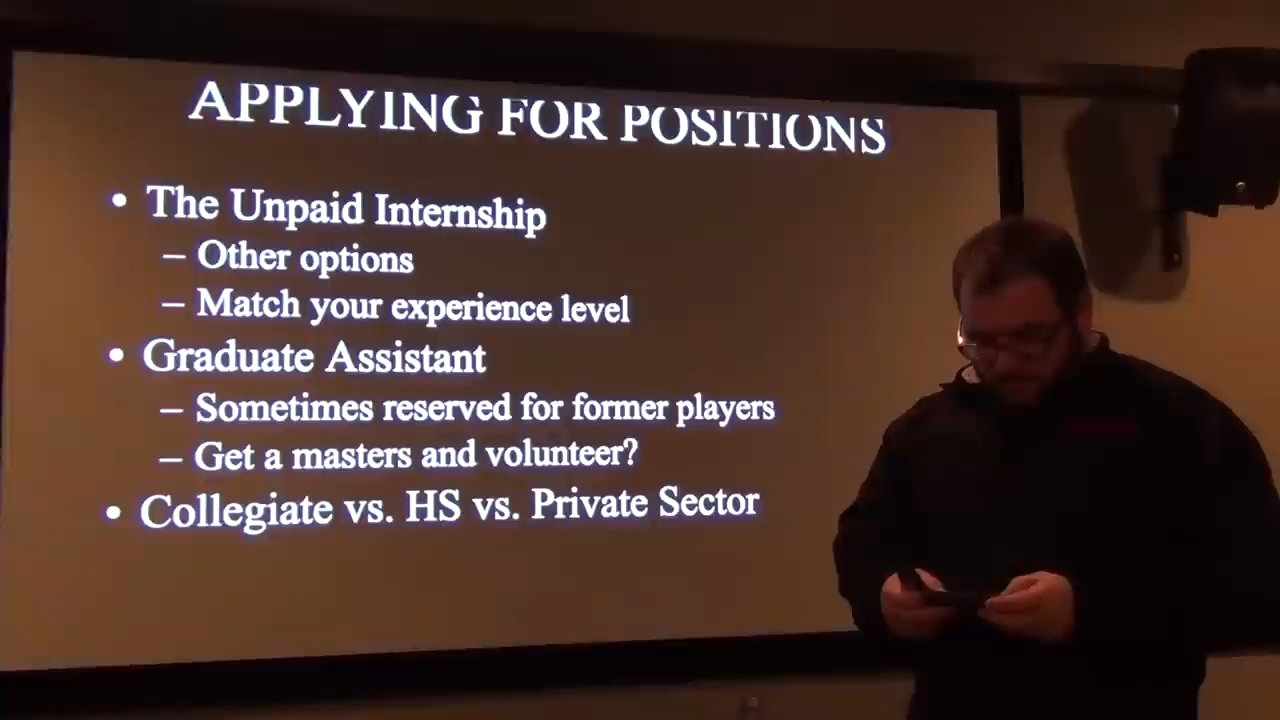 APPLYING FOR POSITIONS
• The Unpaid Internship
– Other options
– Match your experience level
• Graduate Assistant
– Sometimes reserved for former players
– Get a masters and volunteer?
• Collegiate vs. HS vs. Private Sector